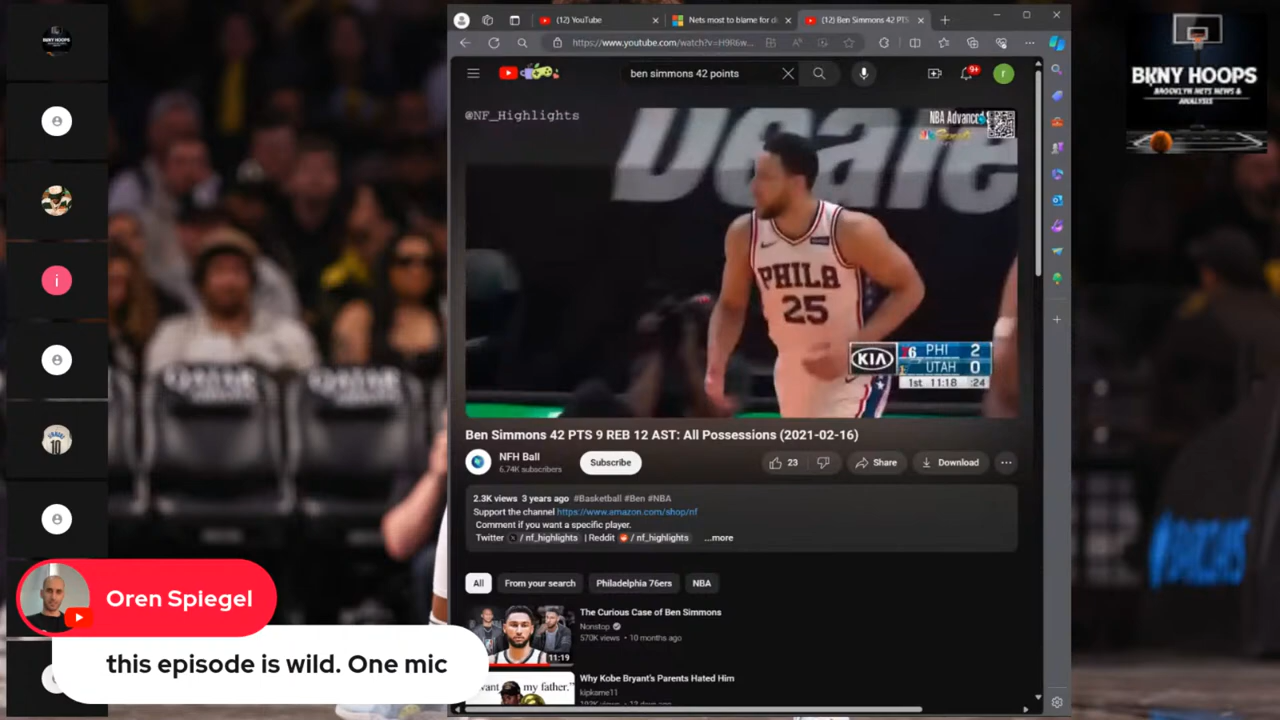 (12) YouTube
Nets most to blame for d
(12) Ben Simmons 42 PTS
https://www.youtube.com/watch?v=H9R6w...
ben simmons 42 points
9+
r
@NF_Highlights
NBA Advanced
Dealer
PHILA
25
KIA
6 PHI 2
UTAH 0
1st 11:18 :24
Ben Simmons 42 PTS 9 REB 12 AST: All Possessions (2021-02-16)
NFH Ball
6.74K subscribers
Subscribe
23
Share
Download
2.3K views 3 years ago #Basketball #Ben #NBA
Support the channel https://www.amazon.com/shop/nf
Comment if you want a specific player.
Twitter X / nf_highlights | Reddit / nf_highlights ...more
All
From your search
Philadelphia 76ers
NBA
The Curious Case of Ben Simmons
Nonstop
570K views • 10 months ago
11:19
Why Kobe Bryant's Parents Hated Him
kipkame11
want my father."
BKNY HOOPS
BROOKLYN NETS NEWS &
ANALYSIS
BKNY HOOPS
i
10
Oren Spiegel
this episode is wild. One mic